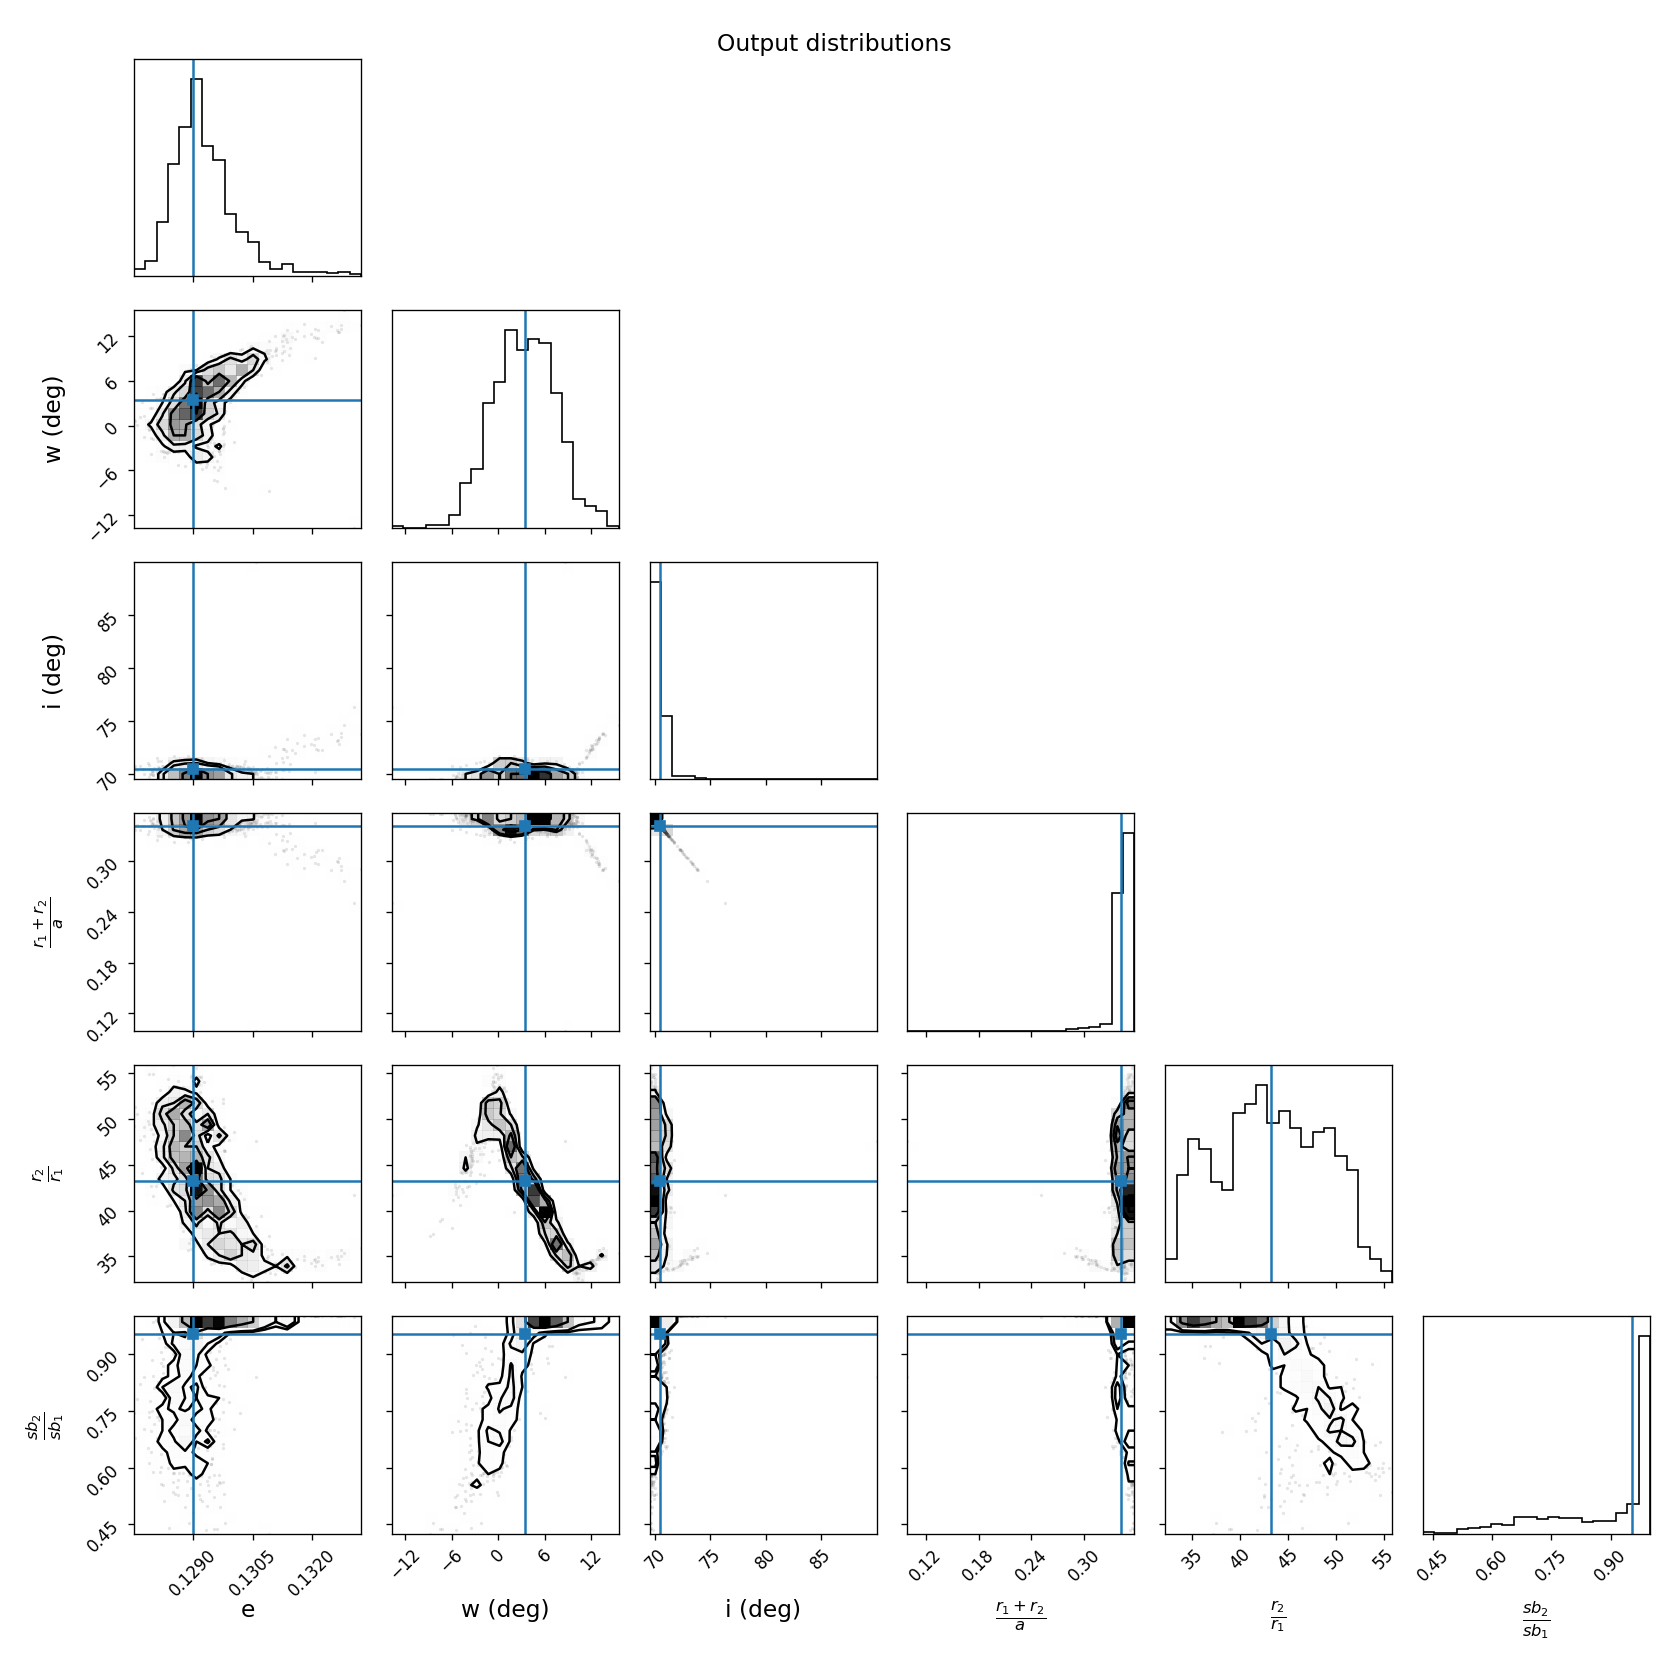 Output distributions
w (deg)
12
6
0
−6
−12
i (deg)
85
80
75
70
r₁ + r₂
a
0.30
0.24
0.18
0.12
r₂
r₁
55
50
45
40
35
sb₂
sb₁
0.90
0.75
0.60
0.45
0.1290 0.1305 0.1320
−12 −6 0 6 12
70 75 80 85
0.12 0.18 0.24 0.30
35 40 45 50 55
0.45 0.60 0.75 0.90
e
w (deg)
i (deg)
r₁ + r₂
a
r₂
r₁
sb₂
sb₁